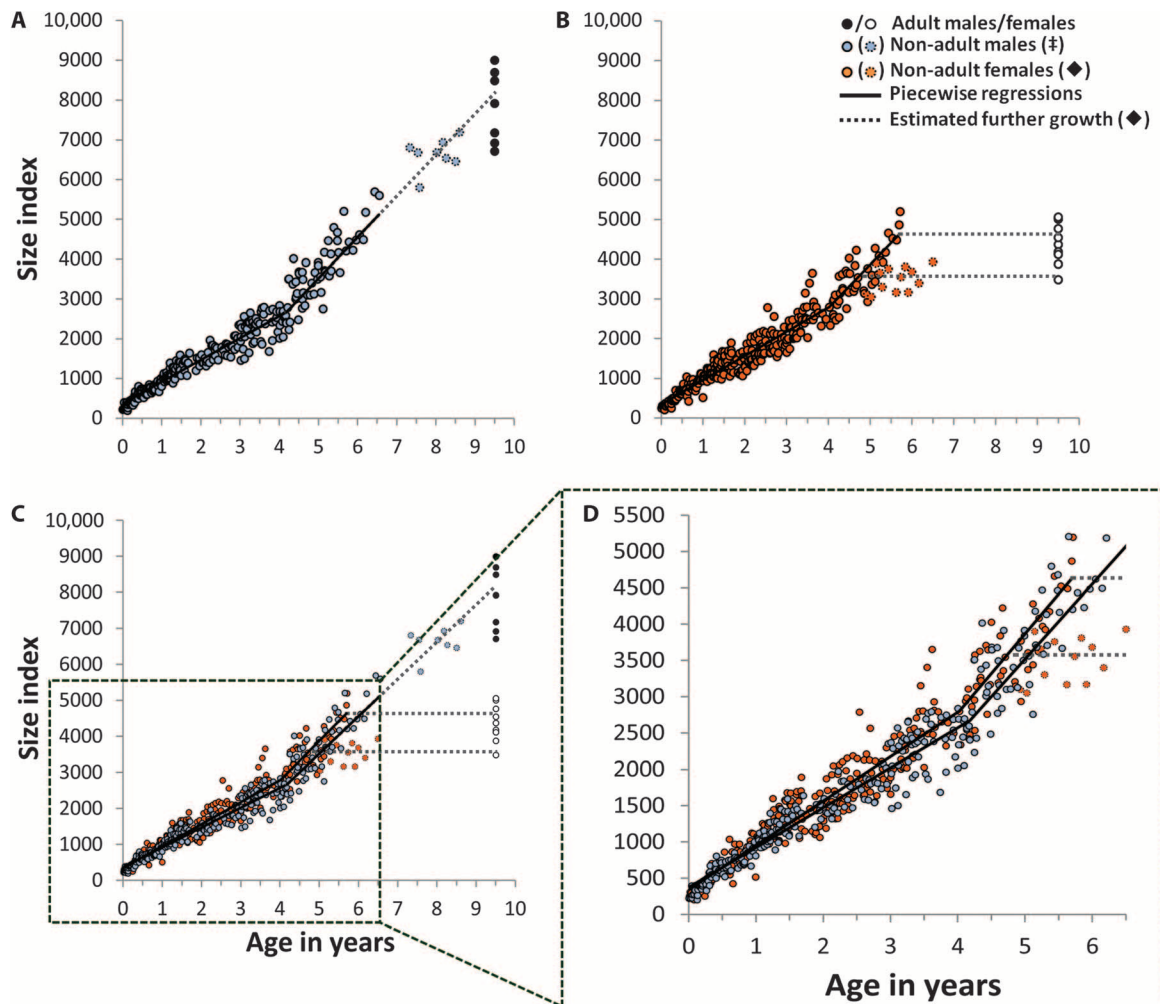 A
10,000
9000
8000
7000
6000
5000
4000
3000
2000
1000
0
Size index
0 1 2 3 4 5 6 7 8 9 10
B
10,000
9000
8000
7000
6000
5000
4000
3000
2000
1000
0
0 1 2 3 4 5 6 7 8 9 10
●/○ Adult males/females
Non-adult males (‡)
Non-adult females (◆)
Piecewise regressions
Estimated further growth (◆)
C
10,000
9000
8000
7000
6000
5000
4000
3000
2000
1000
0
Size index
0 1 2 3 4 5 6 7 8 9 10
Age in years
D
5500
5000
4500
4000
3500
3000
2500
2000
1500
1000
500
0
0 1 2 3 4 5 6
Age in years